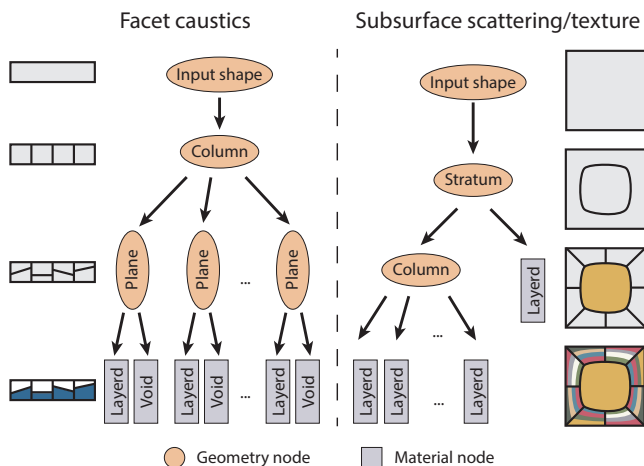 Facet caustics
Subsurface scattering/texture
Input shape
Input shape
Column
Stratum
Plane
Plane
...
Plane
Column
Layerd
...
Layerd
Void
Layerd
Void
...
Layerd
Void
Layerd
Layerd
...
Layerd
Geometry node
Material node